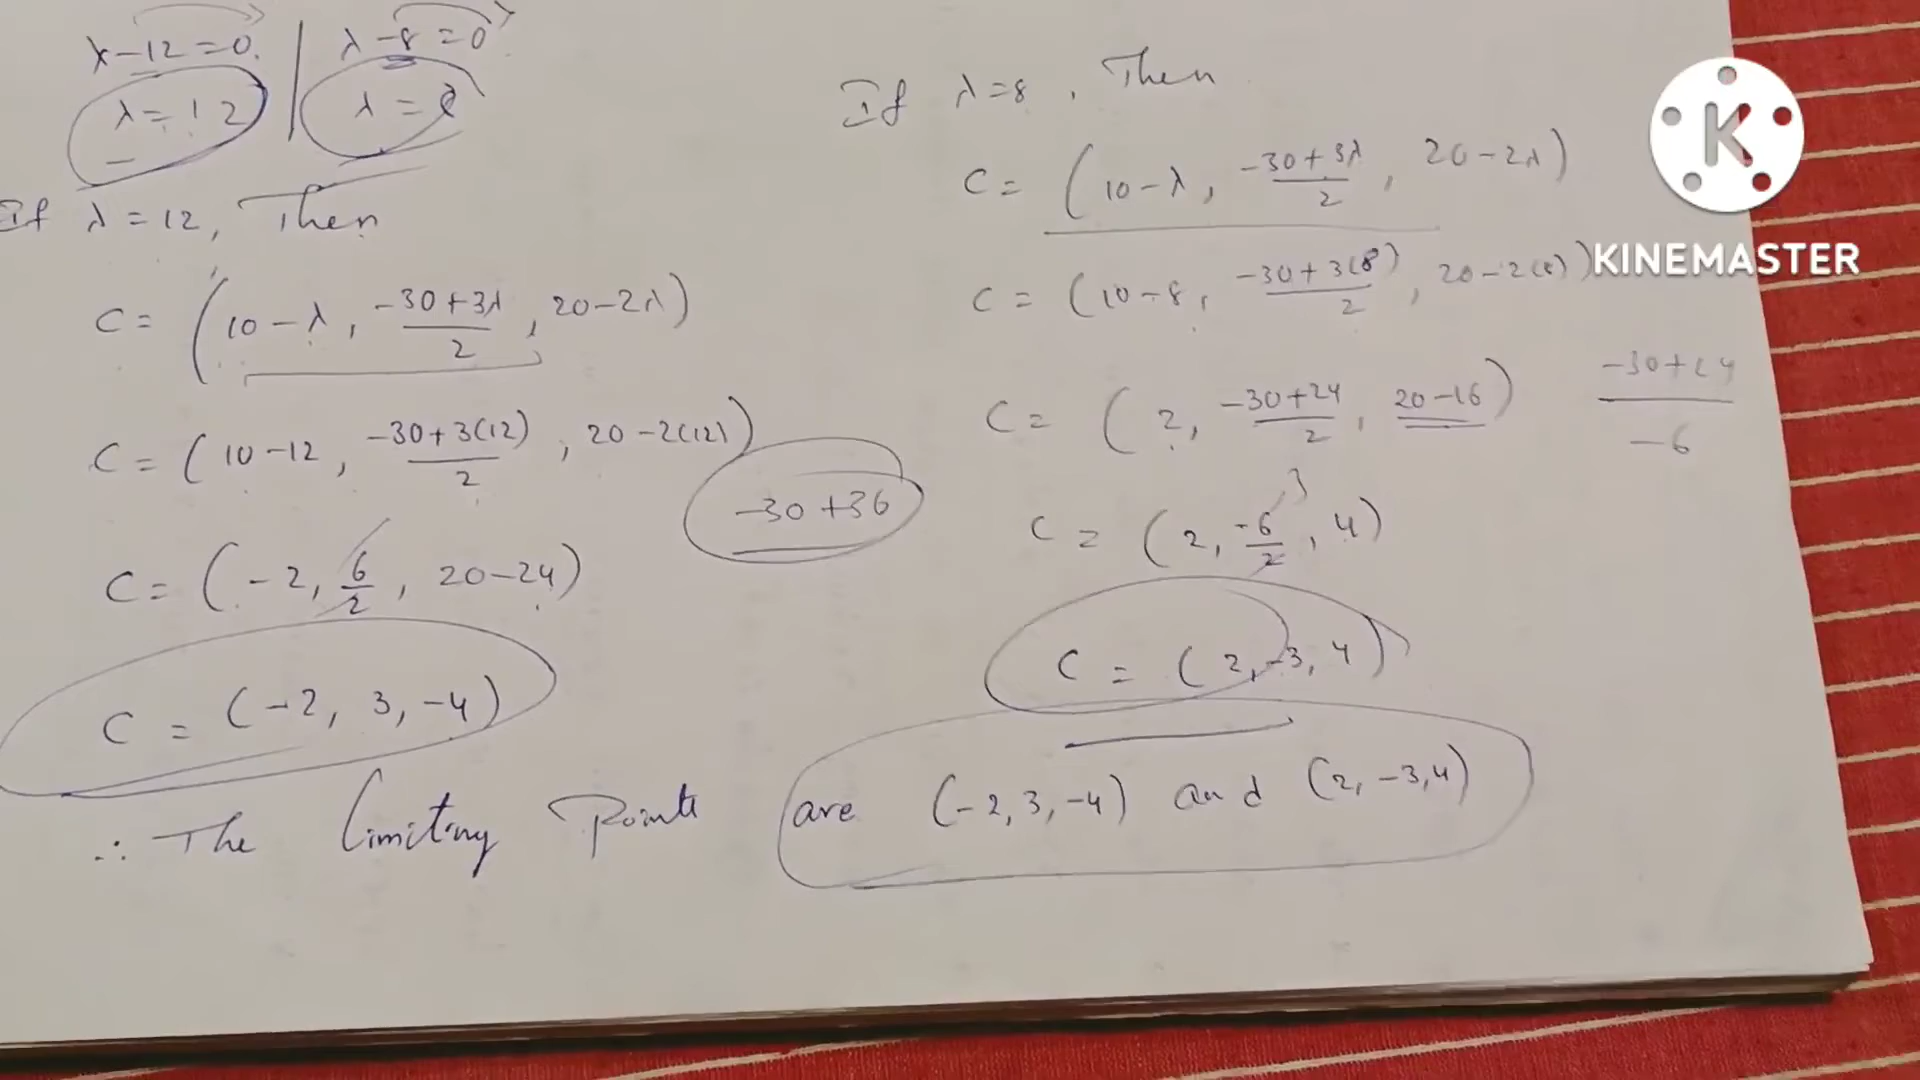 λ-12=0 | λ-8=0
λ=12 | λ=8
If λ=12, Then
C = (10-λ, (-30+3λ)/2, 20-2λ)
C = (10-12, (-30+3(12))/2, 20-2(12))
-30+36
C = (-2, 6/2, 20-24)
C = (-2, 3, -4)
If λ=8, Then
C = (10-λ, (-30+3λ)/2, 20-2λ)
C = (10-8, (-30+3(8))/2, 20-2(8))
C = (2, (-30+24)/2, 20-16)
-30+24
-6
3
C = (2, -6/2, 4)
C = (2, -3, 4)
∴ The Limiting Points are (-2, 3, -4) and (2, -3, 4)
K
KINEMASTER